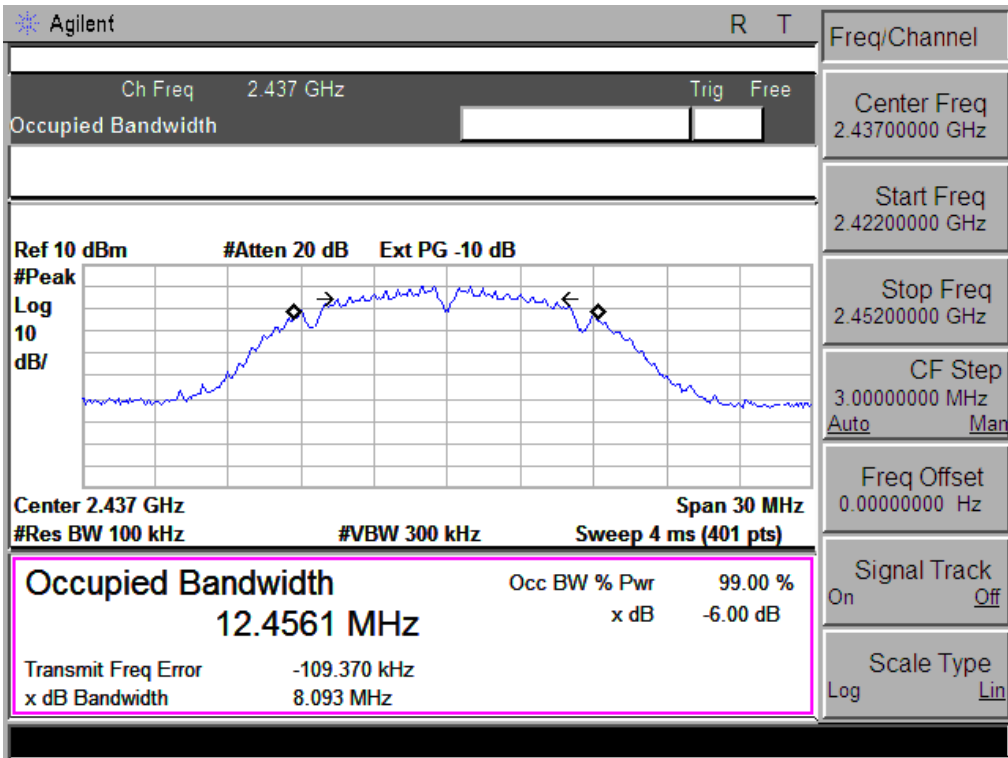 Agilent R T
Ch Freq 2.437 GHz Trig Free
Occupied Bandwidth
Ref 10 dBm #Atten 20 dB Ext PG -10 dB
#Peak
Log
10
dB/
Center 2.437 GHz Span 30 MHz
#Res BW 100 kHz #VBW 300 kHz Sweep 4 ms (401 pts)
Occupied Bandwidth Occ BW % Pwr 99.00 %
12.4561 MHz x dB -6.00 dB
Transmit Freq Error -109.370 kHz
x dB Bandwidth 8.093 MHz
Freq/Channel
Center Freq
2.43700000 GHz
Start Freq
2.42200000 GHz
Stop Freq
2.45200000 GHz
CF Step
3.00000000 MHz
Auto Man
Freq Offset
0.00000000 Hz
Signal Track
On Off
Scale Type
Log Lin